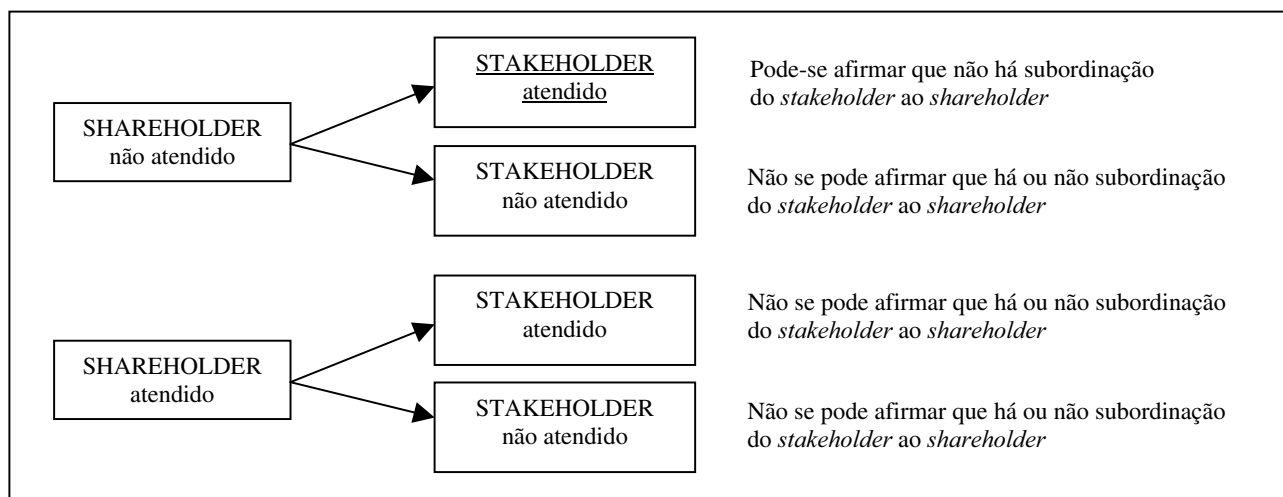 STAKEHOLDER
atendido
Pode-se afirmar que não há subordinação
do stakeholder ao shareholder
SHAREHOLDER
não atendido
STAKEHOLDER
não atendido
Não se pode afirmar que há ou não subordinação
do stakeholder ao shareholder
STAKEHOLDER
atendido
Não se pode afirmar que há ou não subordinação
do stakeholder ao shareholder
SHAREHOLDER
atendido
STAKEHOLDER
não atendido
Não se pode afirmar que há ou não subordinação
do stakeholder ao shareholder